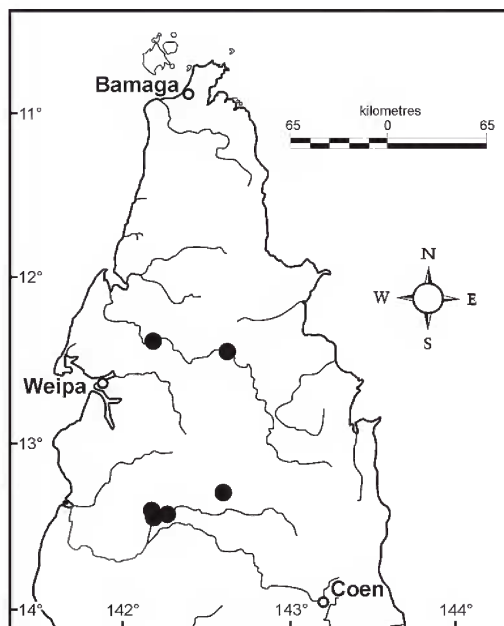 Bamaga
11°
kilometres
65 0 65
12°
N
W E
S
Weipa
13°
Coen
14°
142° 143° 144°